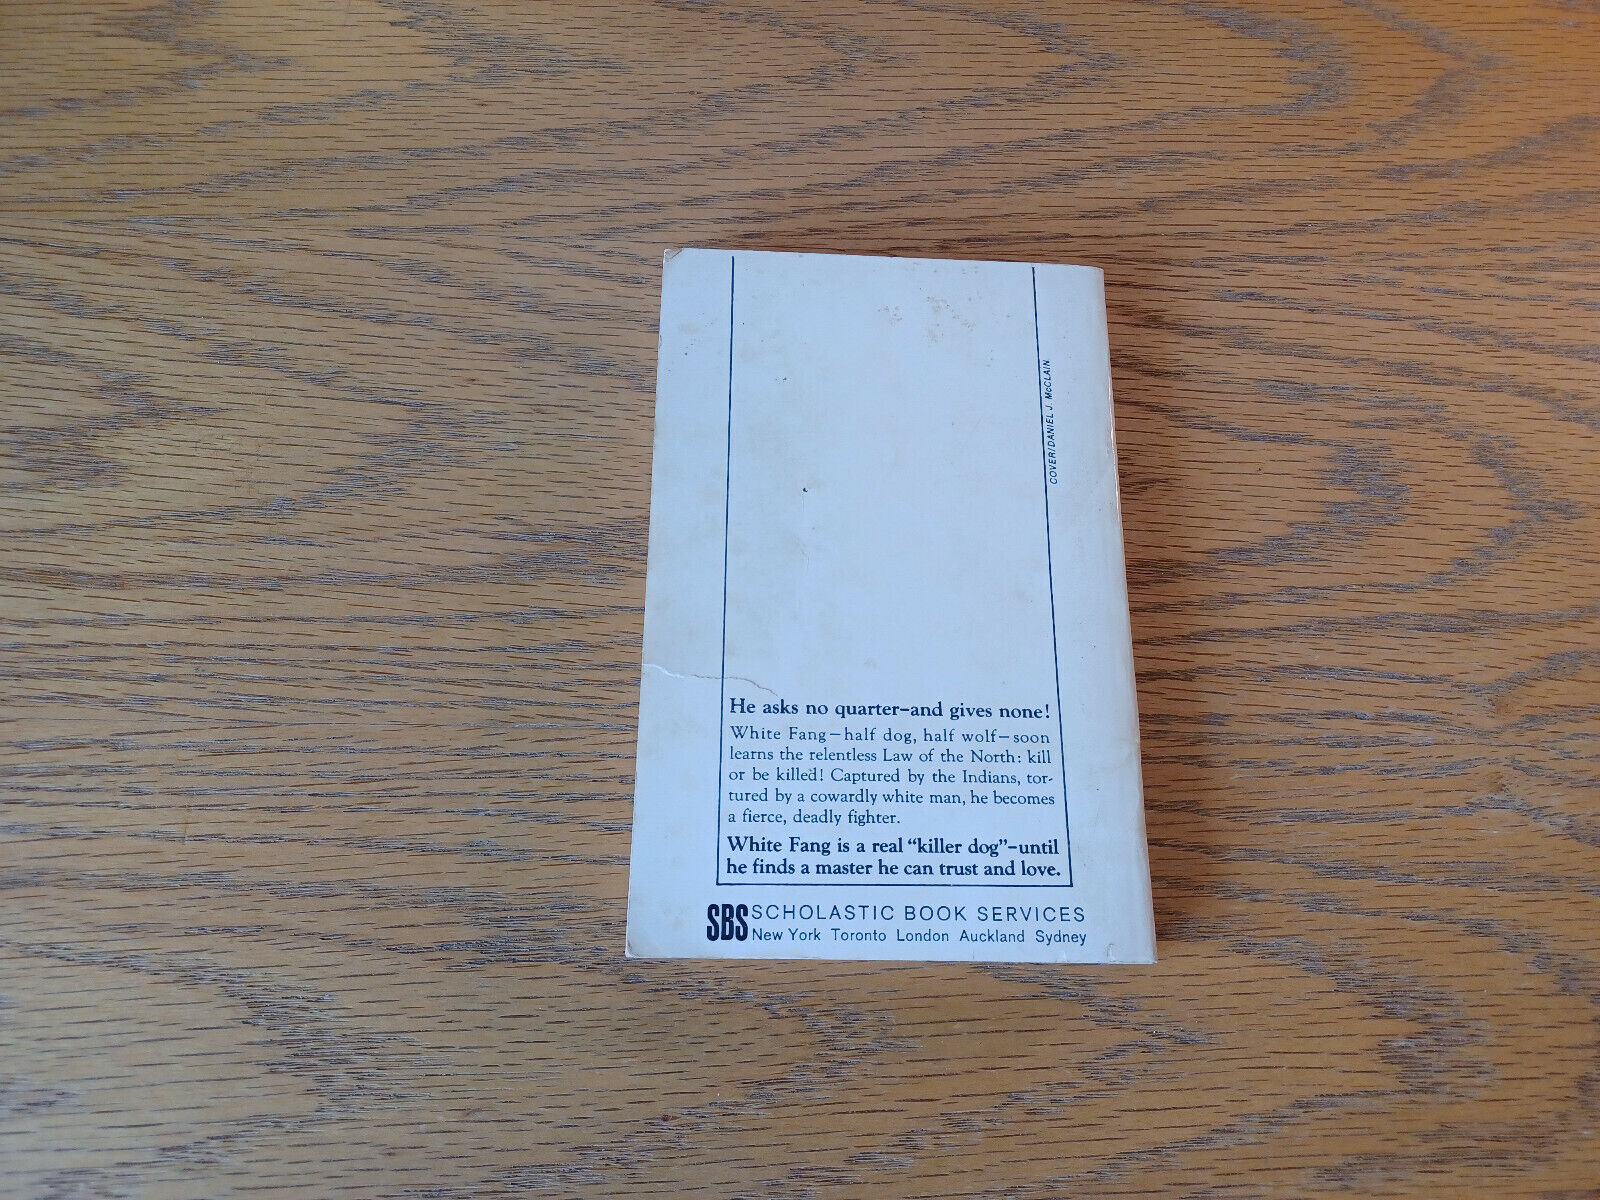 COVER/DANIEL J. McCLAIN
He asks no quarter–and gives none!
White Fang—half dog, half wolf—soon
learns the relentless Law of the North: kill
or be killed! Captured by the Indians, tor-
tured by a cowardly white man, he becomes
a fierce, deadly fighter.
White Fang is a real "killer dog"–until
he finds a master he can trust and love.
SBS SCHOLASTIC BOOK SERVICES
New York Toronto London Auckland Sydney